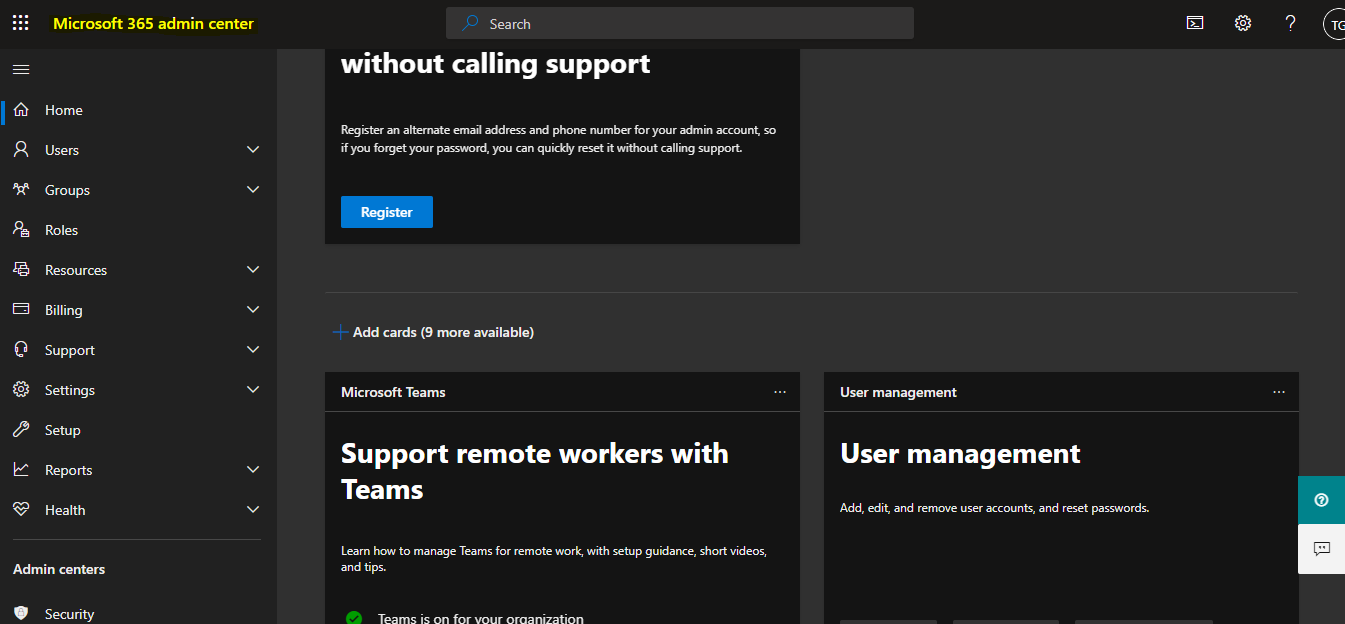 Microsoft 365 admin center
Search
TG
Home
Users
Groups
Roles
Resources
Billing
Support
Settings
Setup
Reports
Health
Admin centers
Security
without calling support
Register an alternate email address and phone number for your admin account, so
if you forget your password, you can quickly reset it without calling support.
Register
Add cards (9 more available)
Microsoft Teams
Support remote workers with
Teams
Learn how to manage Teams for remote work, with setup guidance, short videos,
and tips.
Teams is on for your organization
User management
User management
Add, edit, and remove user accounts, and reset passwords.